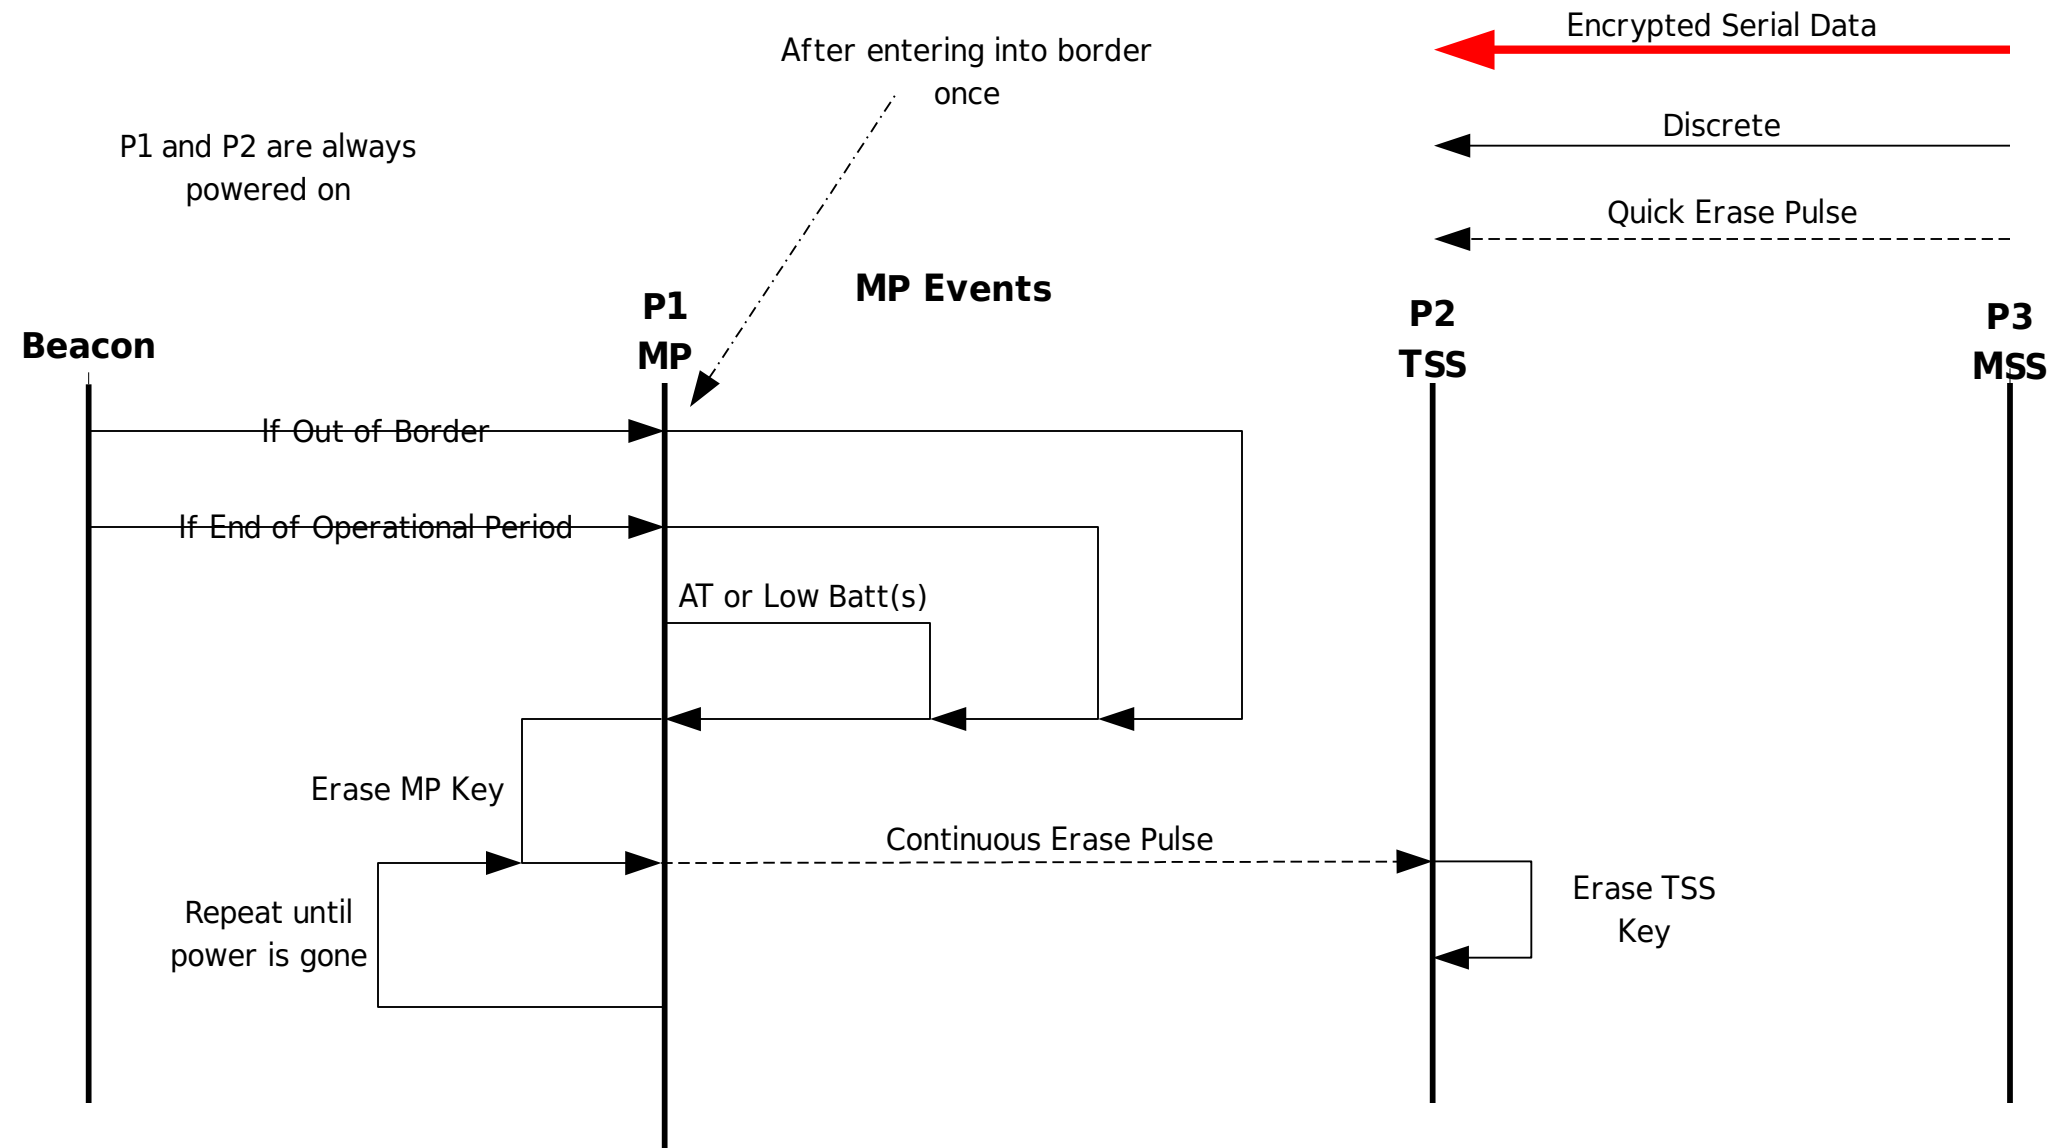 Encrypted Serial Data
After entering into border
once
Discrete
P1 and P2 are always
powered on
Quick Erase Pulse
MP Events
P1
MP
P2
TSS
P3
MSS
Beacon
If Out of Border
If End of Operational Period
AT or Low Batt(s)
Erase MP Key
Continuous Erase Pulse
Erase TSS
Key
Repeat until
power is gone